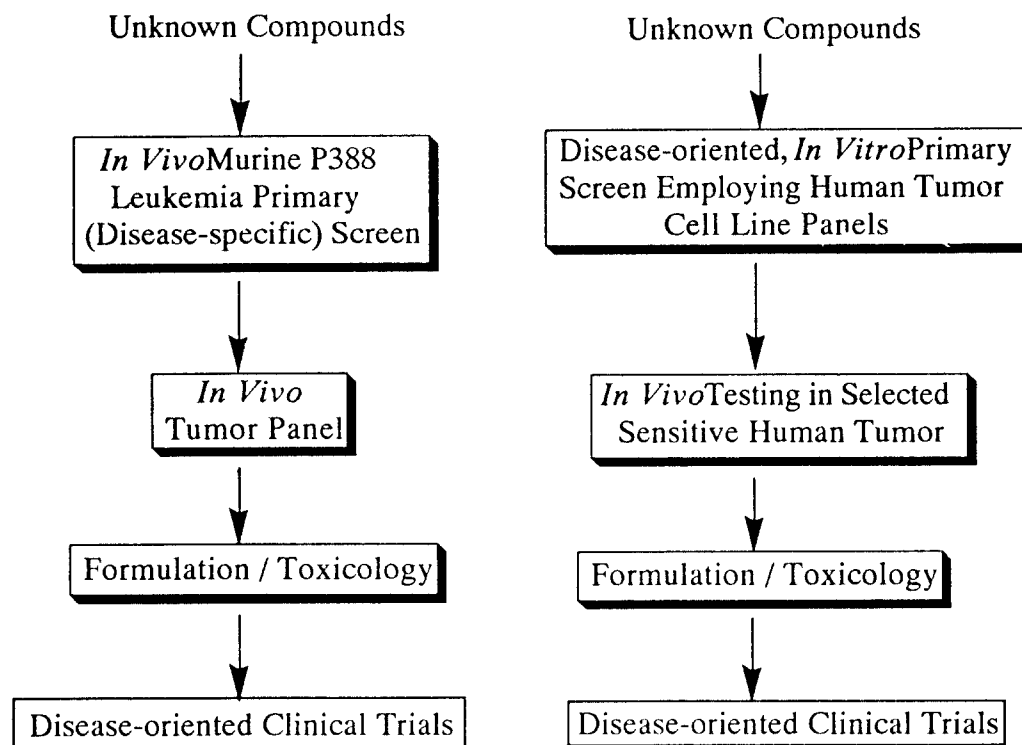 Unknown Compounds
In VivoMurine P388
Leukemia Primary
(Disease-specific) Screen
In Vivo
Tumor Panel
Formulation / Toxicology
Disease-oriented Clinical Trials
Unknown Compounds
Disease-oriented, In VitroPrimary
Screen Employing Human Tumor
Cell Line Panels
In VivoTesting in Selected
Sensitive Human Tumor
Formulation / Toxicology
Disease-oriented Clinical Trials